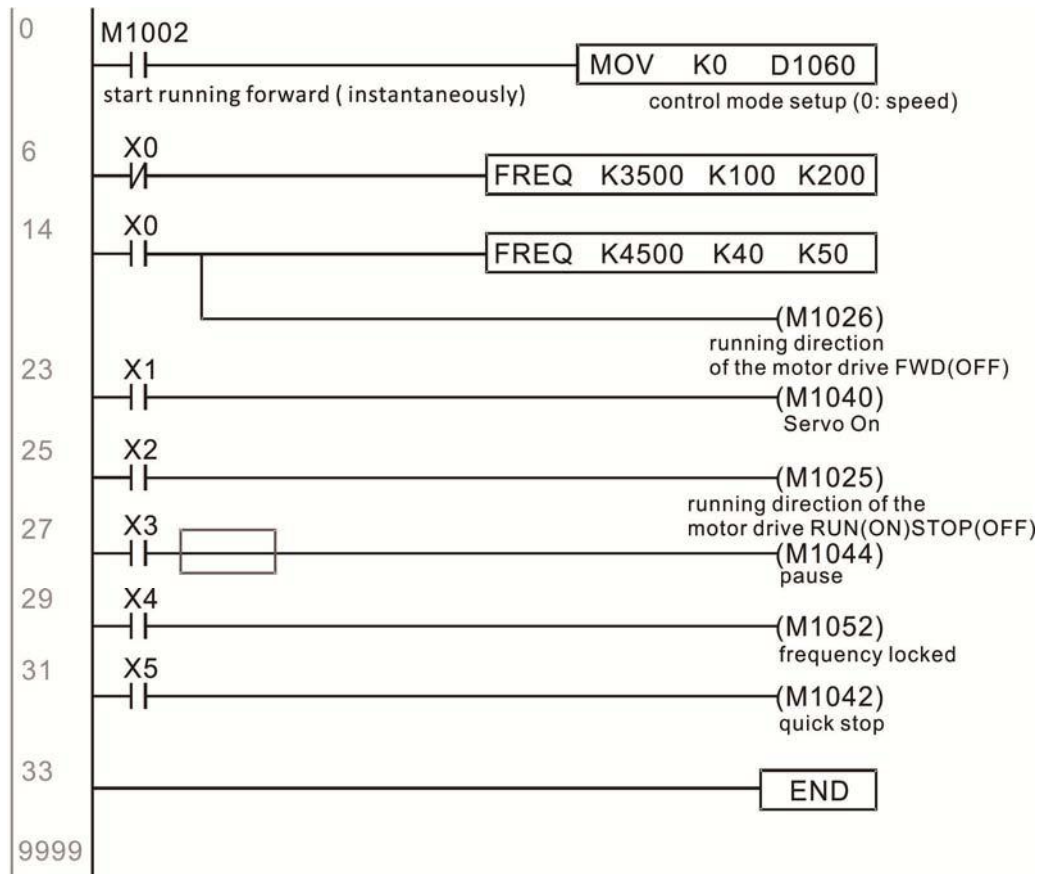 0
M1002
MOV K0 D1060
start running forward ( instantaneously)
control mode setup (0: speed)
6
X0
FREQ K3500 K100 K200
14
X0
FREQ K4500 K40 K50
(M1026)
running direction
of the motor drive FWD(OFF)
23
X1
(M1040)
Servo On
25
X2
(M1025)
running direction of the
motor drive RUN(ON)STOP(OFF)
27
X3
(M1044)
pause
29
X4
(M1052)
frequency locked
31
X5
(M1042)
quick stop
33
END
9999